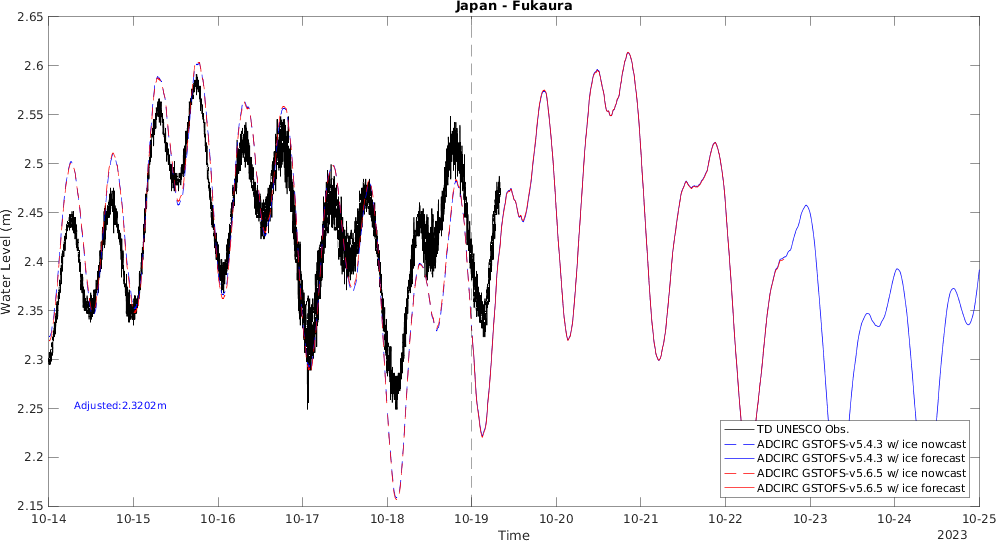 Japan - Fukaura
2.65
2.6
2.55
2.5
2.45
2.4
2.35
2.3
2.25
2.2
2.15
Water Level (m)
Adjusted:2.3202m
TD UNESCO Obs.
ADCIRC GSTOFS-v5.4.3 w/ ice nowcast
ADCIRC GSTOFS-v5.4.3 w/ ice forecast
ADCIRC GSTOFS-v5.6.5 w/ ice nowcast
ADCIRC GSTOFS-v5.6.5 w/ ice forecast
10-14 10-15 10-16 10-17 10-18 10-19 10-20 10-21 10-22 10-23 10-24 10-25
Time
2023